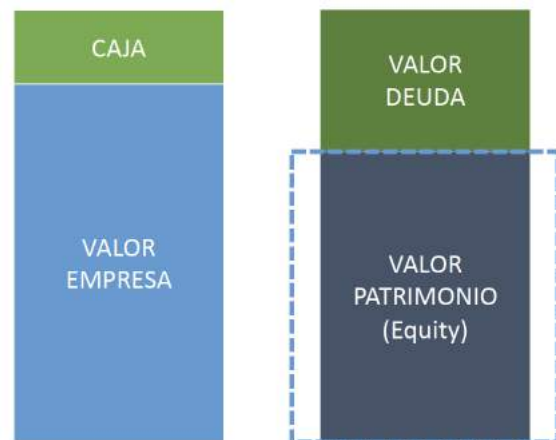 CAJA
VALOR
EMPRESA
VALOR
DEUDA
VALOR
PATRIMONIO
(Equity)